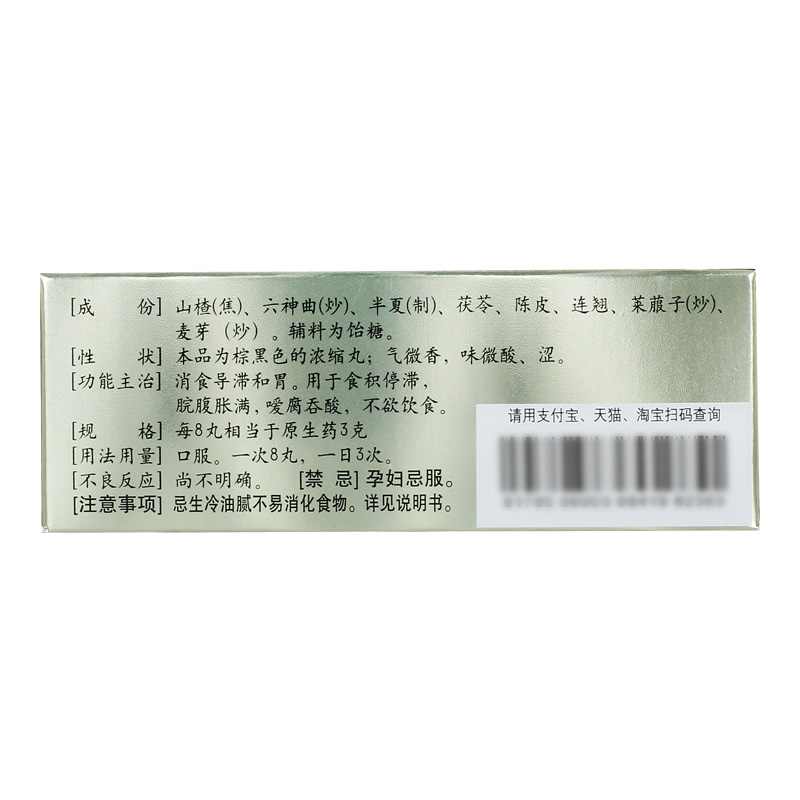 [成　份] 山楂(焦)、六神曲(炒)、半夏(制)、茯苓、陈皮、连翘、莱菔子(炒)、
麦芽（炒）。辅料为饴糖。
[性　状] 本品为棕黑色的浓缩丸；气微香，味微酸、涩。
[功能主治] 消食导滞和胃。用于食积停滞，
脘腹胀满，嗳腐吞酸，不欲饮食。
[规　格] 每8丸相当于原生药3克
[用法用量] 口服。一次8丸，一日3次。
[不良反应] 尚不明确。 [禁 忌] 孕妇忌服。
[注意事项] 忌生冷油腻不易消化食物。详见说明书。
请用支付宝、天猫、淘宝扫码查询